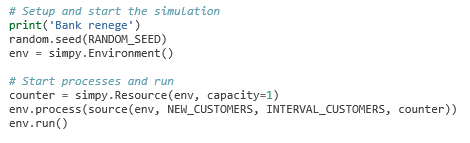 # Setup and start the simulation
print('Bank renege')
random.seed(RANDOM_SEED)
env = simpy.Environment()

# Start processes and run
counter = simpy.Resource(env, capacity=1)
env.process(source(env, NEW_CUSTOMERS, INTERVAL_CUSTOMERS, counter))
env.run()